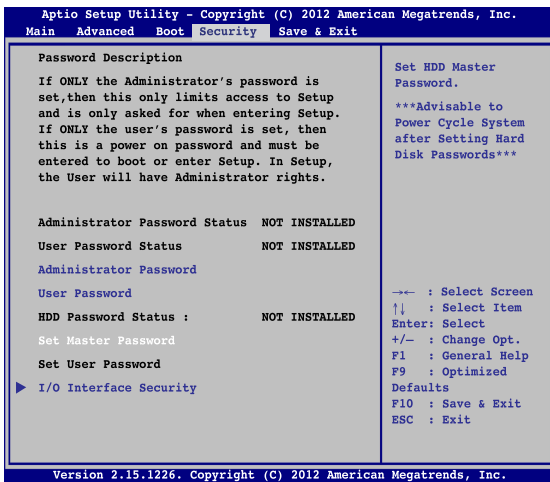 Aptio Setup Utility – Copyright (C) 2012 American Megatrends, Inc.
Main Advanced Boot Security Save & Exit
Password Description
If ONLY the Administrator's password is
set,then this only limits access to Setup
and is only asked for when entering Setup.
If ONLY the user's password is set, then
this is a power on password and must be
entered to boot or enter Setup. In Setup,
the User will have Administrator rights.
Administrator Password Status NOT INSTALLED
User Password Status NOT INSTALLED
Administrator Password
User Password
HDD Password Status : NOT INSTALLED
Set Master Password
Set User Password
I/O Interface Security
Set HDD Master
Password.
***Advisable to
Power Cycle System
after Setting Hard
Disk Passwords***
→← : Select Screen
↑↓ : Select Item
Enter: Select
+/– : Change Opt.
F1 : General Help
F9 : Optimized
Defaults
F10 : Save & Exit
ESC : Exit
Version 2.15.1226. Copyright (C) 2012 American Megatrends, Inc.